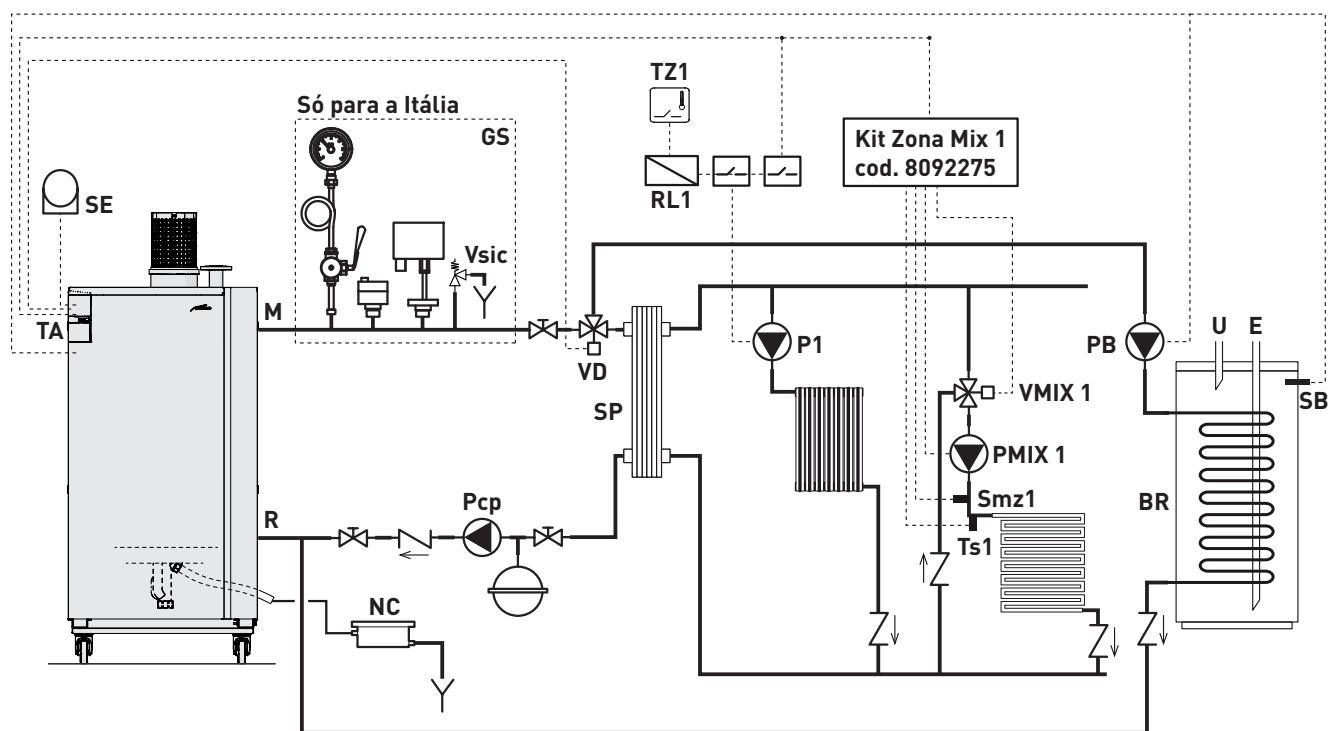 TZ1
Só para a Itália
GS
Kit Zona Mix 1
cod. 8092275
SE
RL1
Vsic
M
TA
U E
P1
PB
VD
VMIX 1
SB
SP
PMIX 1
Pcp
Smz1
BR
R
Ts1
NC